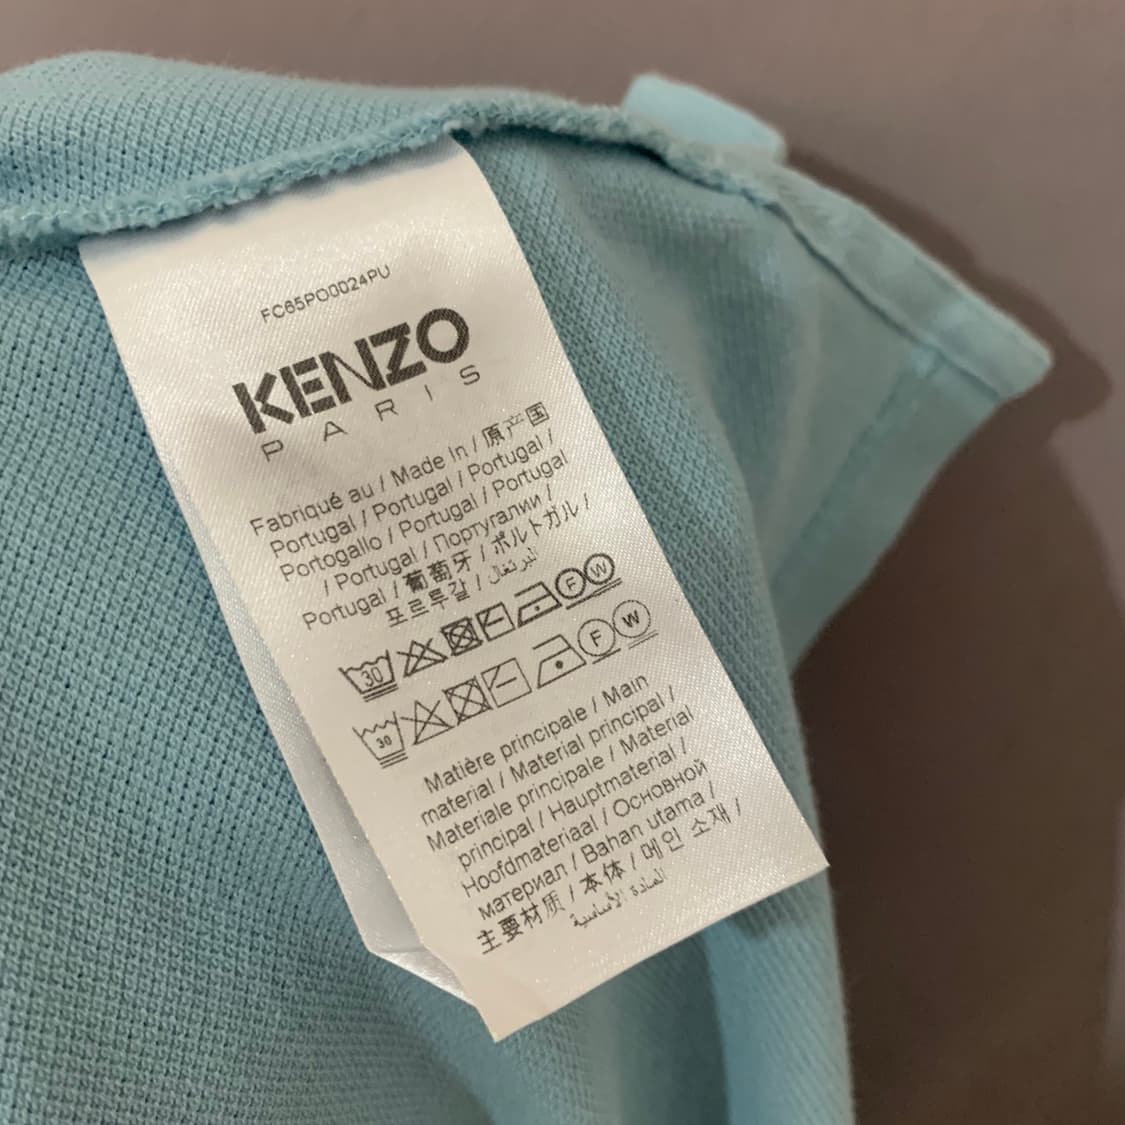 FC65PO0024PU
KENZO
PARIS
Fabriqué au / Made In / 原产国
Portugal / Portugal / Portugal /
Portogallo / Portugal / Portugal
/ Portugal / Португалии /
Portugal / 葡萄牙 / ポルトガル /
포르투갈 / البرتغال
30 F W
30 F W
Matière principale / Main
material / Material principal /
Materiale principale / Material
principal / Hauptmaterial /
Hoofdmateriaal / Основной
материал / Bahan utama /
主要材质 / 本体 / 메인 소재 /
المادة الأساسية